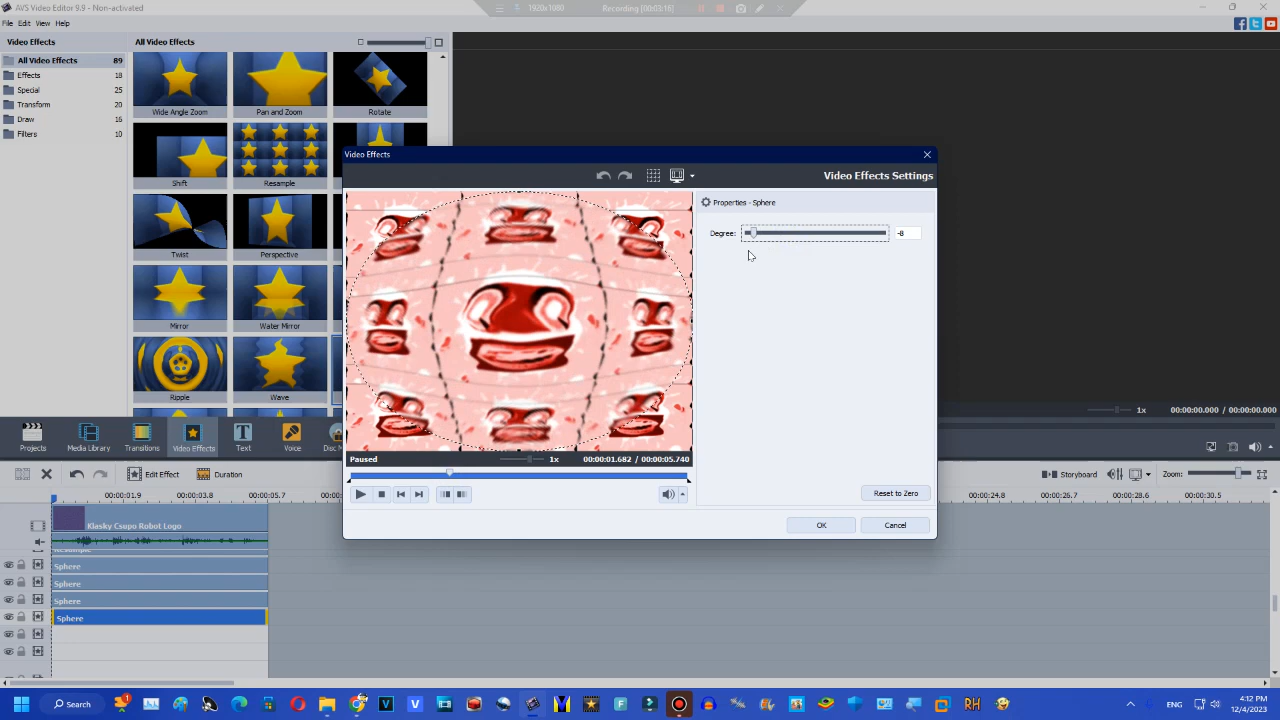 AVS Video Editor 9.9 - Non-activated
1920x1080
Recording [00:03:16]
File Edit View Help
Video Effects
All Video Effects
All Video Effects 89
Effects 18
Special 25
Transform 20
Draw 16
Filters 10
Wide Angle Zoom
Pan and Zoom
Rotate
Shift
Resample
Twist
Perspective
Mirror
Water Mirror
Ripple
Wave
Video Effects
Video Effects Settings
Properties - Sphere
Degree: -8
Paused
1x
00:00:01.682 / 00:00:05.740
Reset to Zero
OK
Cancel
1x
00:00:00.000 / 00:00:00.000
Projects
Media Library
Transitions
Video Effects
Text
Voice
Edit Effect
Duration
Storyboard
Zoom:
00:00:01.9
00:00:03.8
00:00:05.7
00:00:24.8
00:00:26.7
00:00:28.6
00:00:30.5
Klasky Csupo Robot Logo
Sphere
Sphere
Sphere
Sphere
Search
1
ENG
4:12 PM
12/4/2023